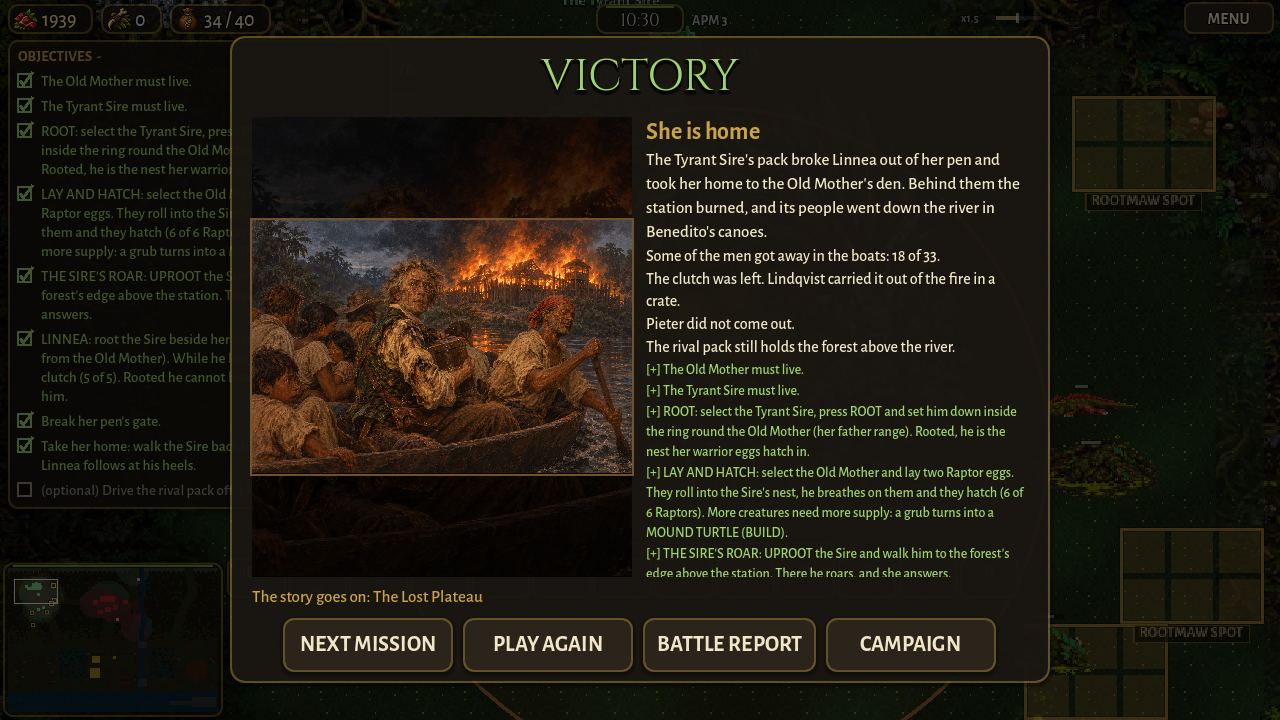 1939
0
34 / 40
The Tyrant Sire
10:30
APM 3
x1.5
MENU
OBJECTIVES -
The Old Mother must live.
The Tyrant Sire must live.
ROOT: select the Tyrant Sire, pres
inside the ring round the Old Mo
Rooted, he is the nest her warrior
LAY AND HATCH: select the Old
Raptor eggs. They roll into the Si
them and they hatch (6 of 6 Rapt
more supply: a grub turns into a
THE SIRE'S ROAR: UPROOT the S
forest's edge above the station. T
answers.
LINNEA: root the Sire beside her
from the Old Mother). While he
clutch (5 of 5). Rooted he cannot
him.
Break her pen's gate.
Take her home: walk the Sire bac
Linnea follows at his heels.
(optional) Drive the rival pack of
VICTORY
She is home
The Tyrant Sire's pack broke Linnea out of her pen and
took her home to the Old Mother's den. Behind them the
station burned, and its people went down the river in
Benedito's canoes.
Some of the men got away in the boats: 18 of 33.
The clutch was left. Lindqvist carried it out of the fire in a
crate.
Pieter did not come out.
The rival pack still holds the forest above the river.
[+] The Old Mother must live.
[+] The Tyrant Sire must live.
[+] ROOT: select the Tyrant Sire, press ROOT and set him down inside
the ring round the Old Mother (her father range). Rooted, he is the
nest her warrior eggs hatch in.
[+] LAY AND HATCH: select the Old Mother and lay two Raptor eggs.
They roll into the Sire's nest, he breathes on them and they hatch (6 of
6 Raptors). More creatures need more supply: a grub turns into a
MOUND TURTLE (BUILD).
[+] THE SIRE'S ROAR: UPROOT the Sire and walk him to the forest's
edge above the station. There he roars, and she answers.
The story goes on: The Lost Plateau
NEXT MISSION
PLAY AGAIN
BATTLE REPORT
CAMPAIGN
ROOTMAW SPOT
ROOTMAW SPOT